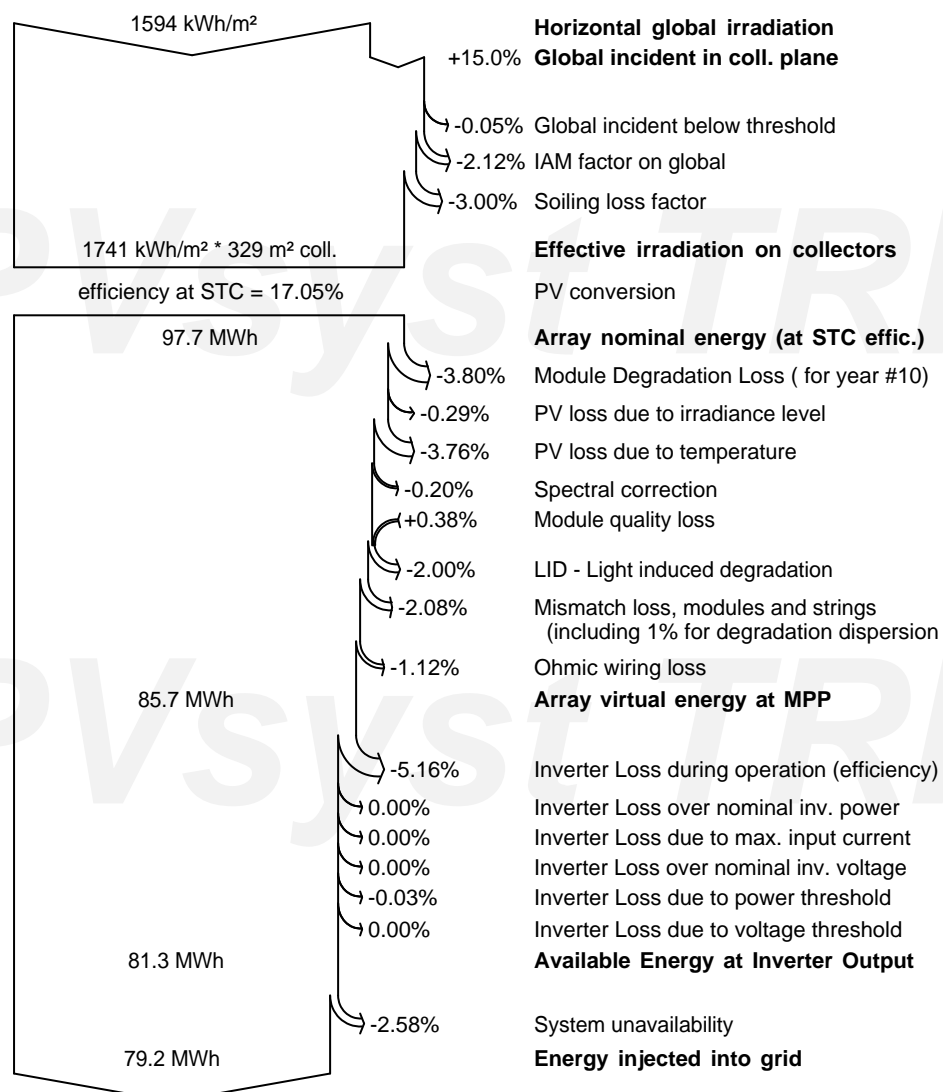 1594 kWh/m² Horizontal global irradiation
+15.0% Global incident in coll. plane
-0.05% Global incident below threshold
-2.12% IAM factor on global
-3.00% Soiling loss factor
1741 kWh/m² * 329 m² coll. Effective irradiation on collectors
efficiency at STC = 17.05% PV conversion
97.7 MWh Array nominal energy (at STC effic.)
-3.80% Module Degradation Loss ( for year #10)
-0.29% PV loss due to irradiance level
-3.76% PV loss due to temperature
-0.20% Spectral correction
+0.38% Module quality loss
-2.00% LID - Light induced degradation
-2.08% Mismatch loss, modules and strings
(including 1% for degradation dispersion
-1.12% Ohmic wiring loss
85.7 MWh Array virtual energy at MPP
-5.16% Inverter Loss during operation (efficiency)
0.00% Inverter Loss over nominal inv. power
0.00% Inverter Loss due to max. input current
0.00% Inverter Loss over nominal inv. voltage
-0.03% Inverter Loss due to power threshold
0.00% Inverter Loss due to voltage threshold
81.3 MWh Available Energy at Inverter Output
-2.58% System unavailability
79.2 MWh Energy injected into grid
PVsyst TRI
PVsyst TRI